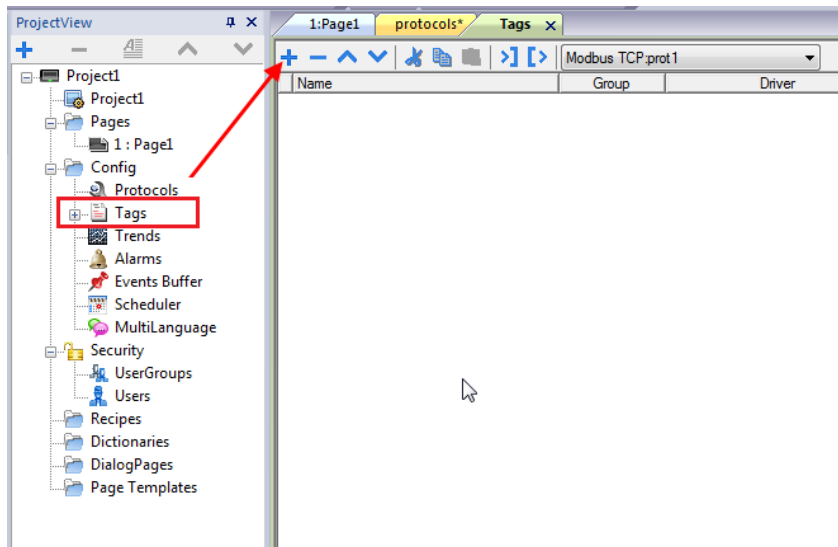 ProjectView
Project1
Project1
Pages
1 : Page1
Config
Protocols
Tags
Trends
Alarms
Events Buffer
Scheduler
MultiLanguage
Security
UserGroups
Users
Recipes
Dictionaries
DialogPages
Page Templates
1:Page1 protocols* Tags
Modbus TCP:prot1
Name Group Driver